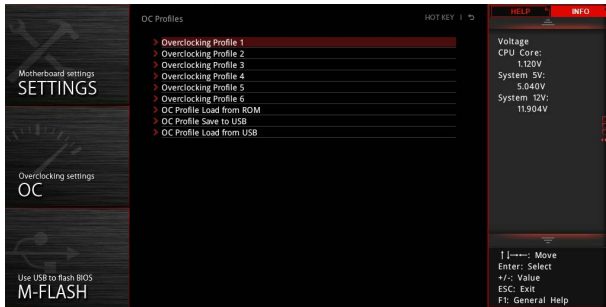 OC Profiles
HOT KEY
HELP
INFO
Motherboard settings
SETTINGS
Overclocking settings
OC
Use USB to flash BIOS
M-FLASH
Overclocking Profile 1
Overclocking Profile 2
Overclocking Profile 3
Overclocking Profile 4
Overclocking Profile 5
Overclocking Profile 6
OC Profile Load from ROM
OC Profile Save to USB
OC Profile Load from USB
Voltage
CPU Core:
1.120V
System 5V:
5.040V
System 12V:
11.904V
↑↓→←: Move
Enter: Select
+/-: Value
ESC: Exit
F1: General Help